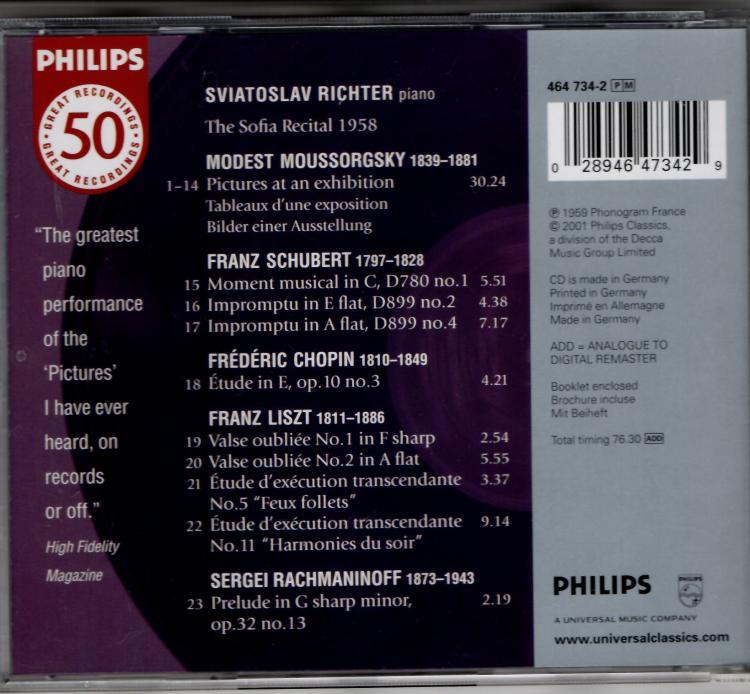 PHILIPS
GREAT RECORDINGS
50
GREAT RECORDINGS
"The greatest
piano
performance
of the
'Pictures'
I have ever
heard, on
records
or off."
High Fidelity
Magazine
SVIATOSLAV RIÇHTER piano
The Sofia Recital 1958
MODEST MOUSSORGSKY 1839–1881
1–14 Pictures at an exhibition 30.24
Tableaux d'une exposition
Bilder einer Ausstellung
FRANZ SCHUBERT 1797–1828
15 Moment musical in C, D780 no.1 5.51
16 Impromptu in E flat, D899 no.2 4.38
17 Impromptu in A flat, D899 no.4 7.17
FRÉDÉRIC CHOPIN 1810–1849
18 Étude in E, op.10 no.3 4.21
FRANZ LISZT 1811–1886
19 Valse oubliée No.1 in F sharp 2.54
20 Valse oubliée No.2 in A flat 5.55
21 Étude d'exécution transcendante 3.37
No.5 "Feux follets"
22 Étude d'exécution transcendante 9.14
No.11 "Harmonies du soir"
SERGEI RACHMANINOFF 1873–1943
23 Prelude in G sharp minor, 2.19
op.32 no.13
464 734-2 PM
0 28946 47342 9
℗ 1959 Phonogram France
© 2001 Philips Classics,
a division of the Decca
Music Group Limited
CD is made in Germany
Printed in Germany
Imprimé en Allemagne
Made in Germany
ADD = ANALOGUE TO
DIGITAL REMASTER
Booklet enclosed
Brochure incluse
Mit Beiheft
Total timing 76.30 ADD
PHILIPS
PHILIPS
A UNIVERSAL MUSIC COMPANY
www.universalclassics.com